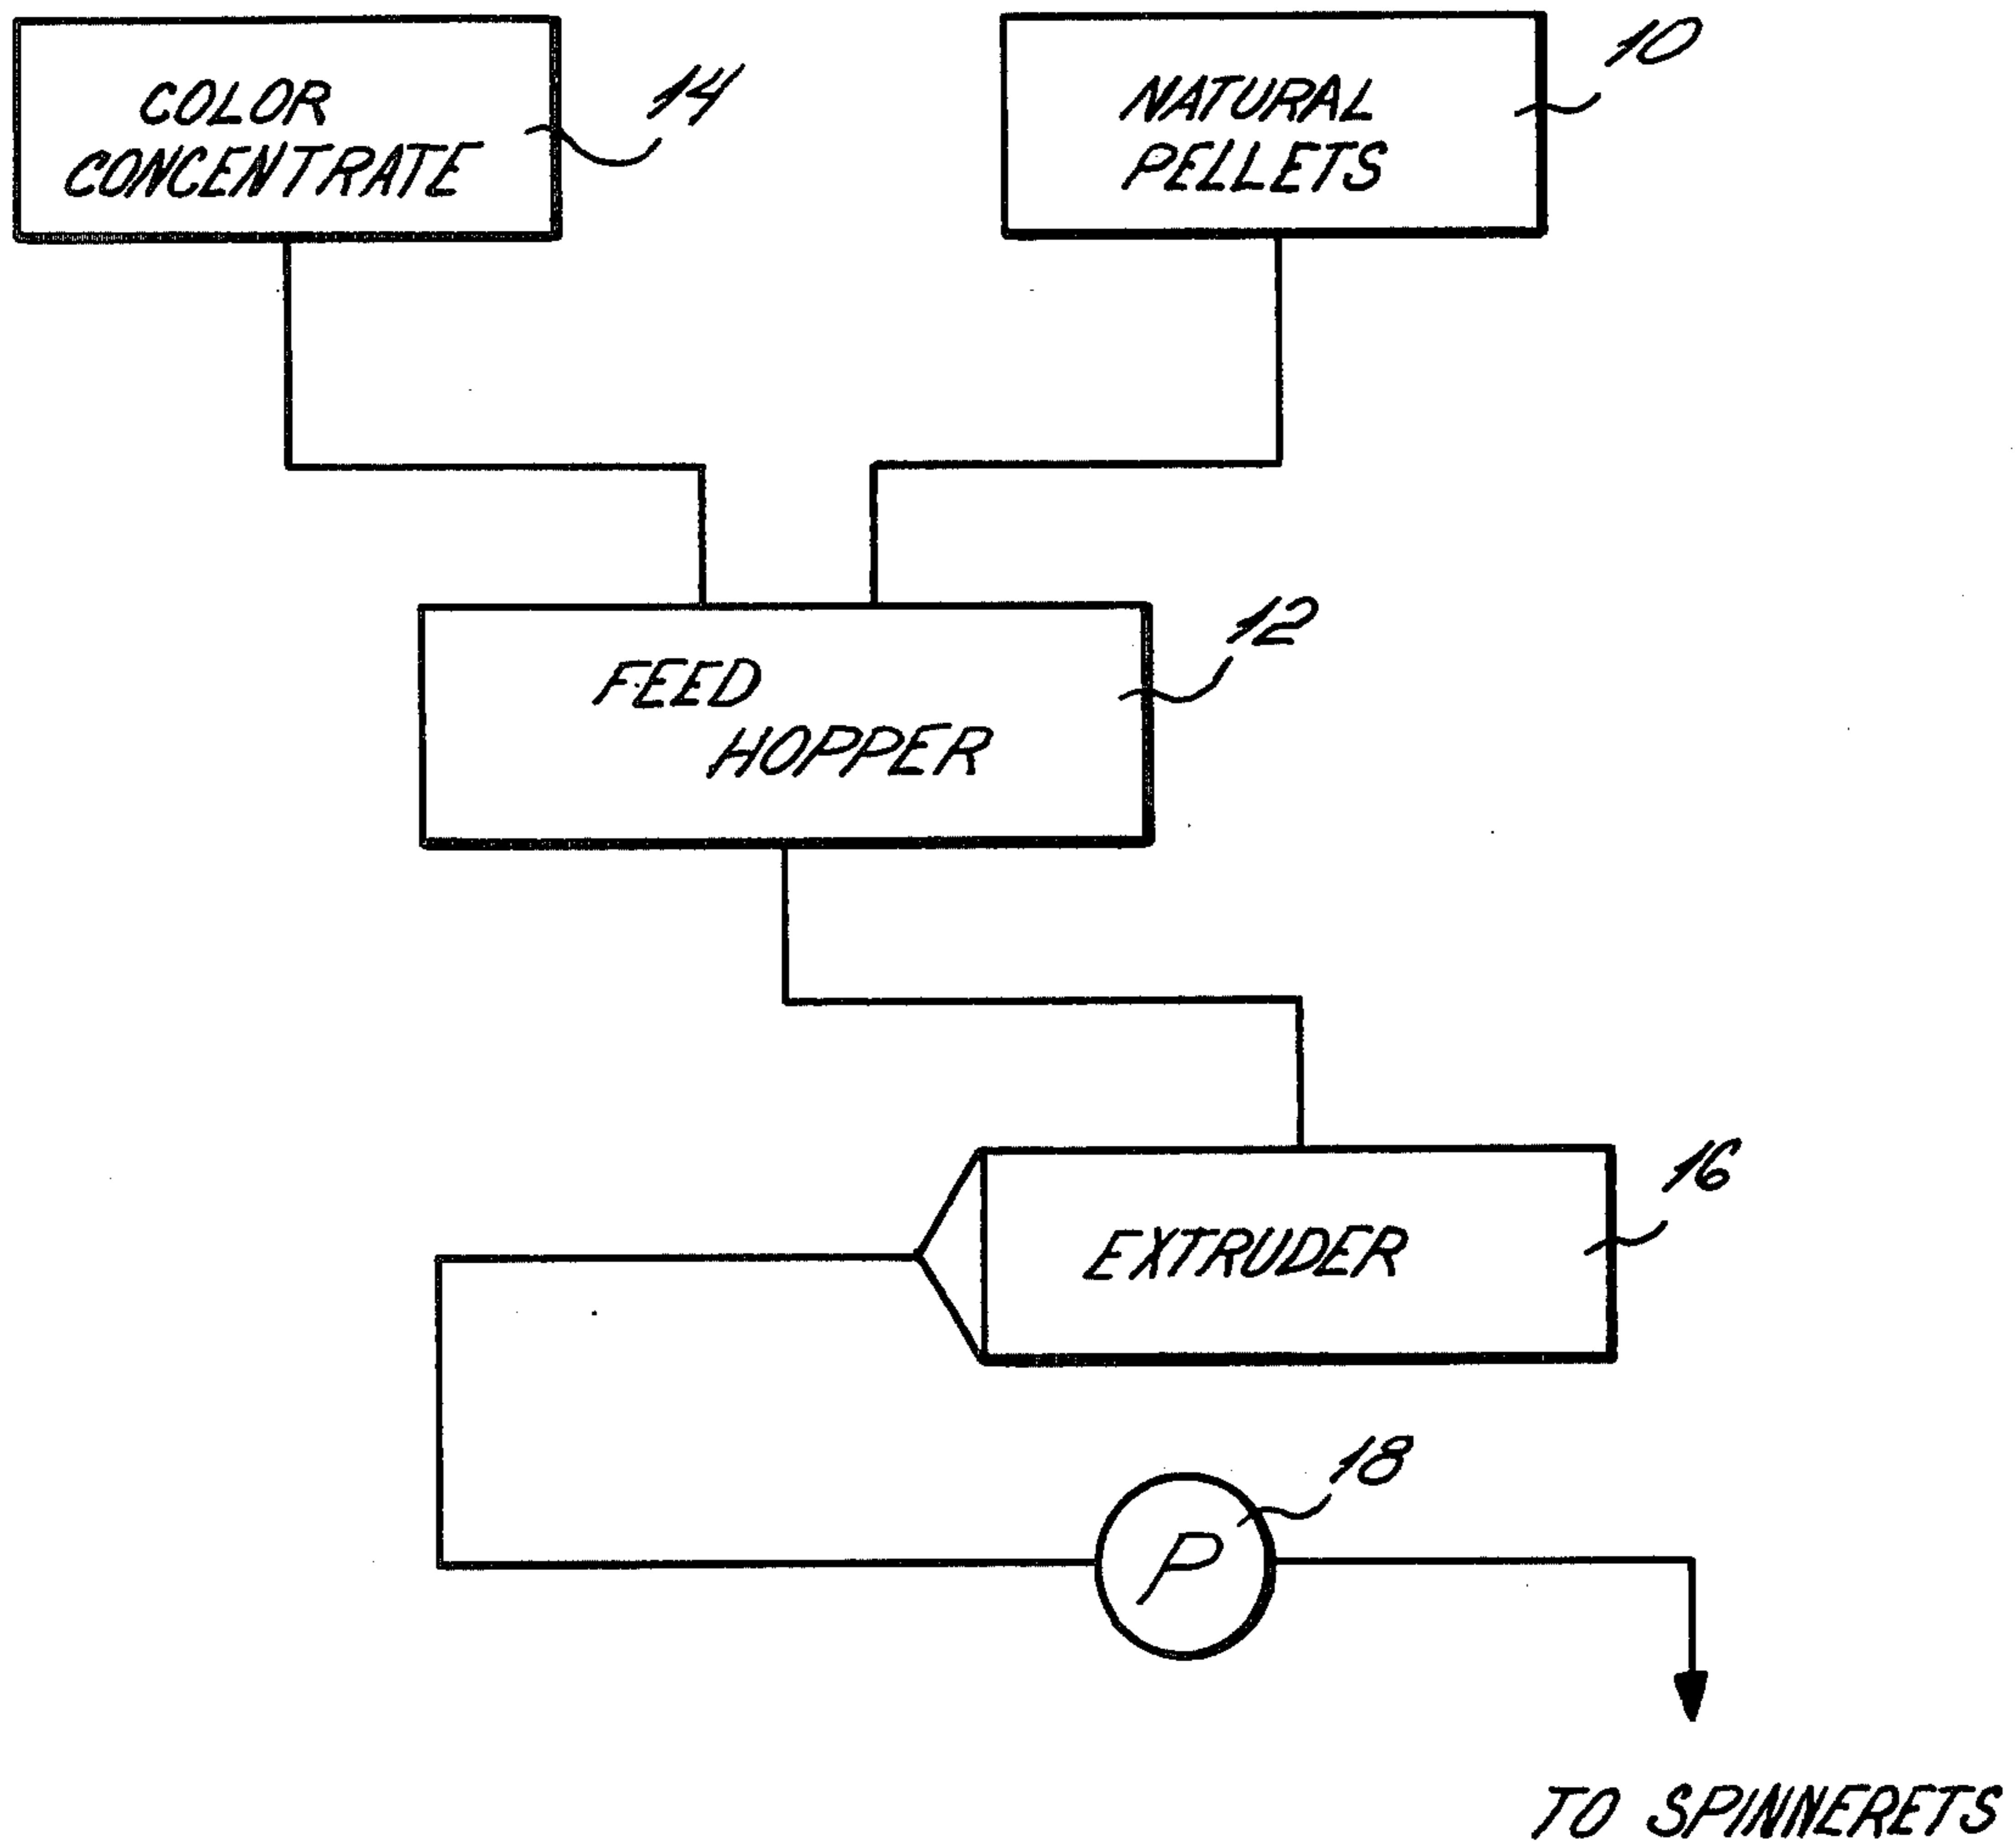 COLOR
CONCENTRATE
14
NATURAL
PELLETS
10
FEED
HOPPER
12
EXTRUDER
16
P
18
TO SPINNERETS